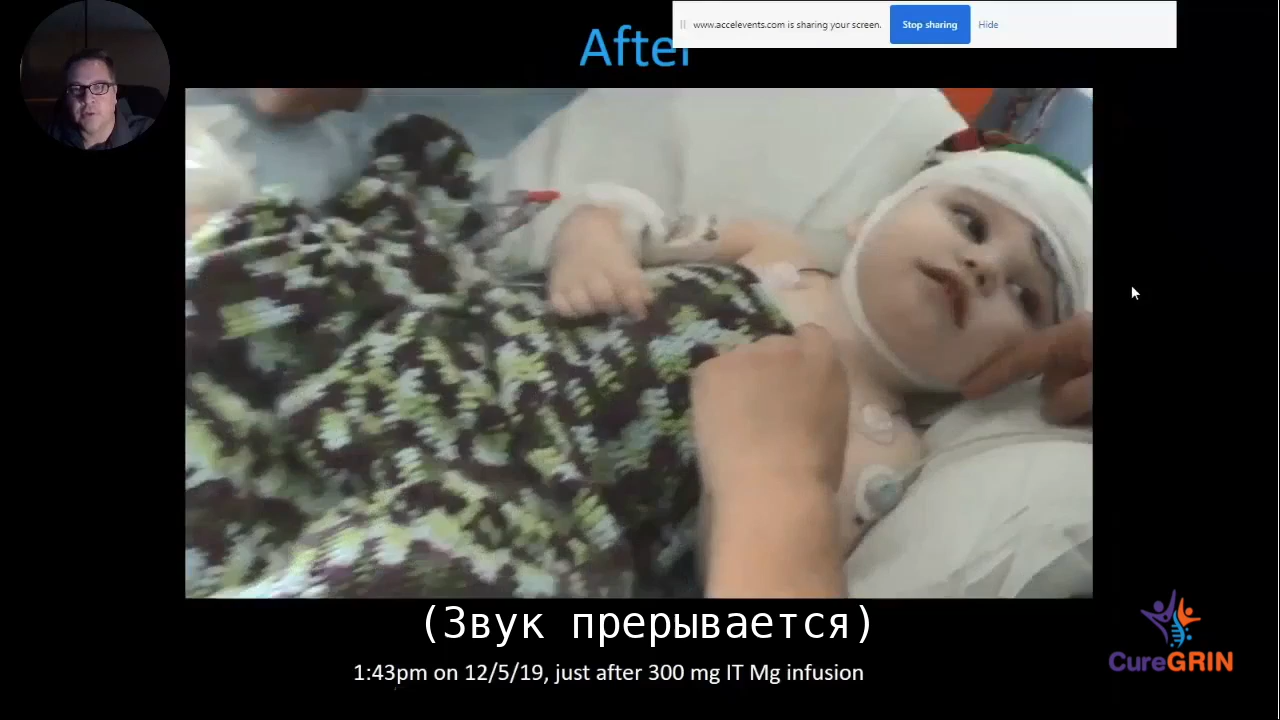 www.accelevents.com is sharing your screen.
Stop sharing
Hide
After
(Звук прерывается)
1:43pm on 12/5/19, just after 300 mg IT Mg infusion
CureGRIN